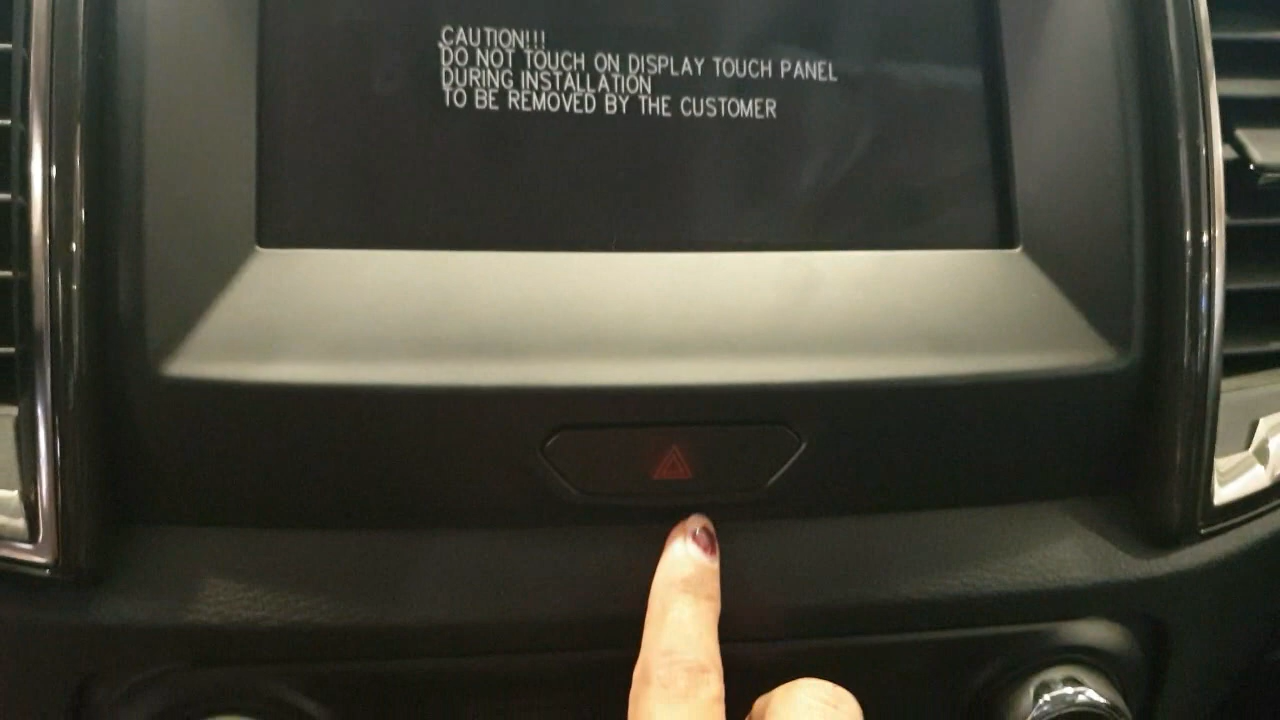 CAUTION!!!
DO NOT TOUCH ON DISPLAY TOUCH PANEL
DURING INSTALLATION
TO BE REMOVED BY THE CUSTOMER